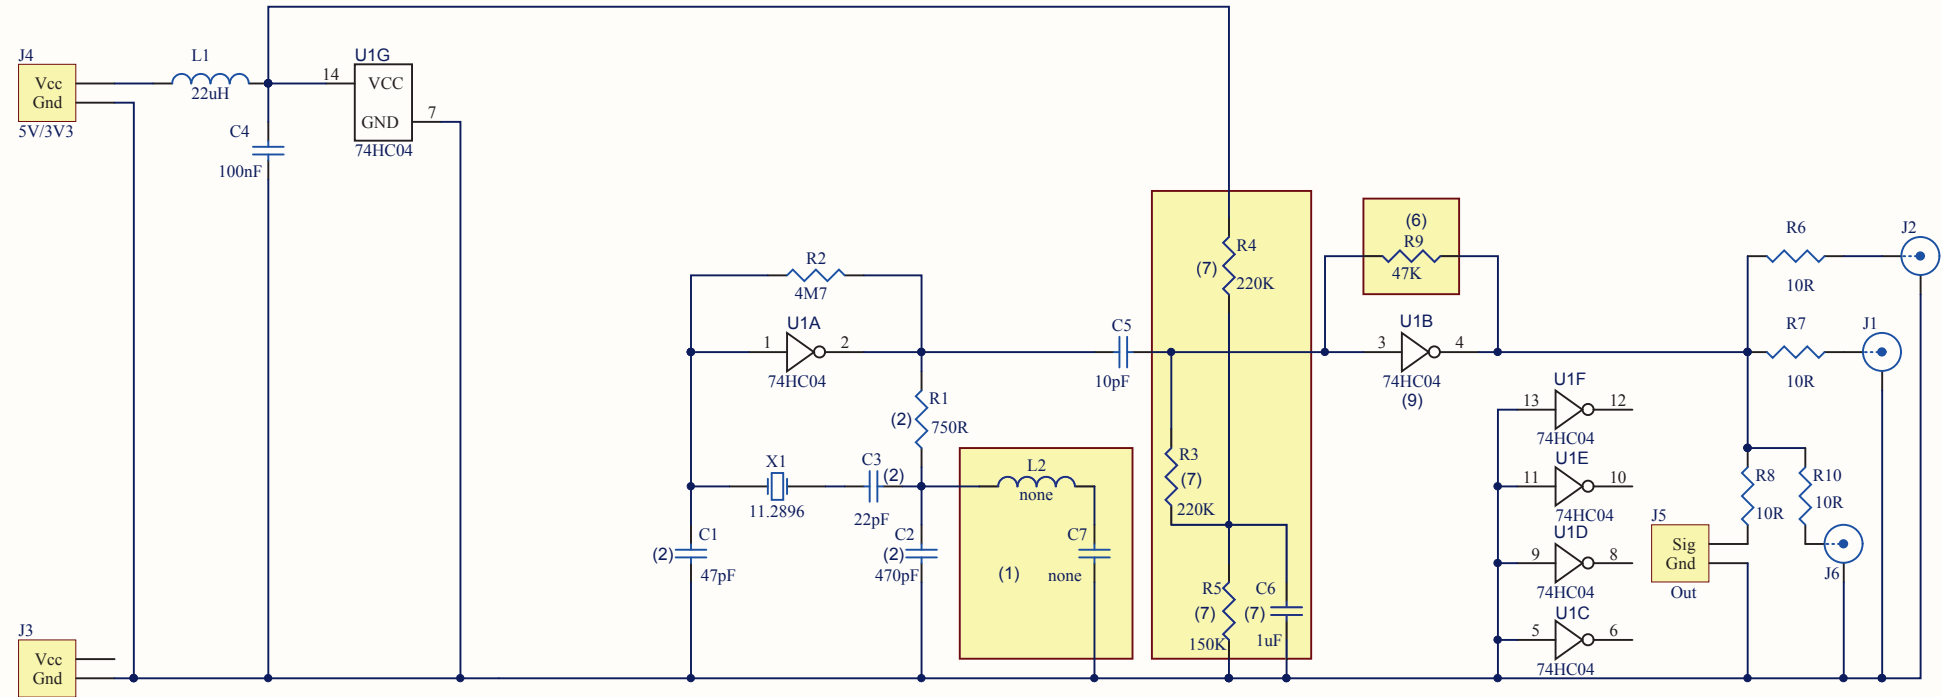 J4
Vcc
Gnd
5V/3V3
L1
22uH
C4
100nF
U1G
14
VCC
GND
7
74HC04
J3
Vcc
Gnd
R2
4M7
U1A
1
2
74HC04
R1
(2)
750R
X1
11.2896
C3
(2)
22pF
C1
(2)
47pF
C2
(2)
470pF
L2
none
C7
none
(1)
C5
10pF
R4
(7)
220K
R3
(7)
220K
R5
(7)
150K
C6
(7)
1uF
(6)
R9
47K
U1B
3
4
74HC04
(9)
U1F
13
12
74HC04
U1E
11
10
74HC04
U1D
9
8
74HC04
U1C
5
6
74HC04
R6
10R
J2
R7
10R
J1
R8
10R
R10
10R
J5
Sig
Gnd
Out
J6